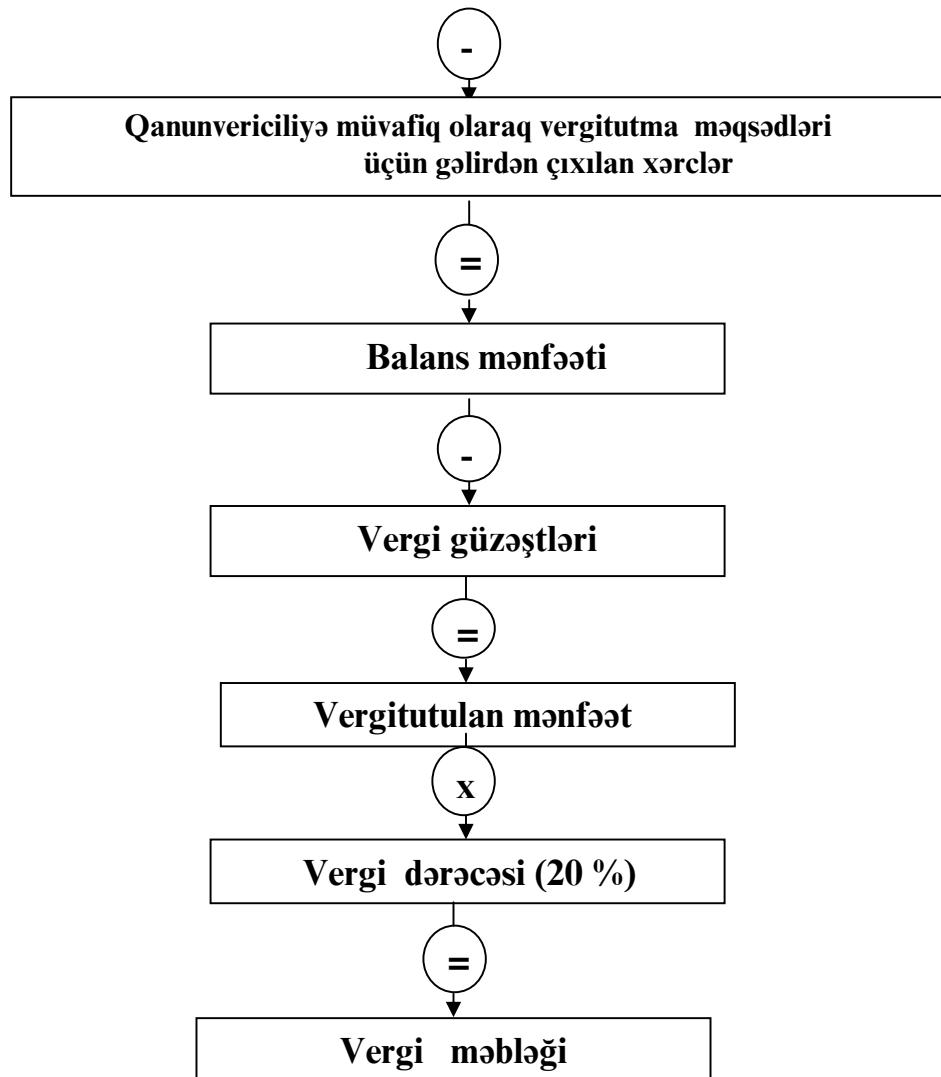 -
Qanunvericiliyə müvafiq olaraq vergitutma məqsədləri
üçün gəlirdən çıxılan xərclər
=
Balans mənfəəti
-
Vergi güzəştləri
=
Vergitutulan mənfəət
x
Vergi dərəcəsi (20 %)
=
Vergi məbləği